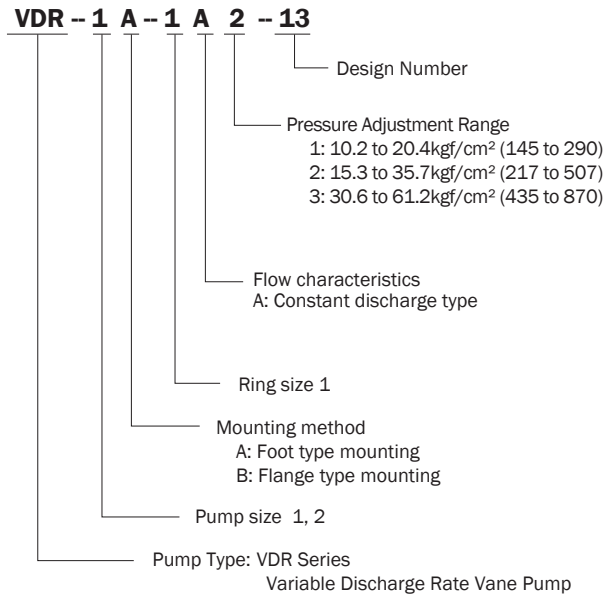 VDR -- 1 A -- 1 A 2 -- 13
Design Number
Pressure Adjustment Range
1: 10.2 to 20.4kgf/cm² (145 to 290)
2: 15.3 to 35.7kgf/cm² (217 to 507)
3: 30.6 to 61.2kgf/cm² (435 to 870)
Flow characteristics
A: Constant discharge type
Ring size 1
Mounting method
A: Foot type mounting
B: Flange type mounting
Pump size 1, 2
Pump Type: VDR Series
Variable Discharge Rate Vane Pump